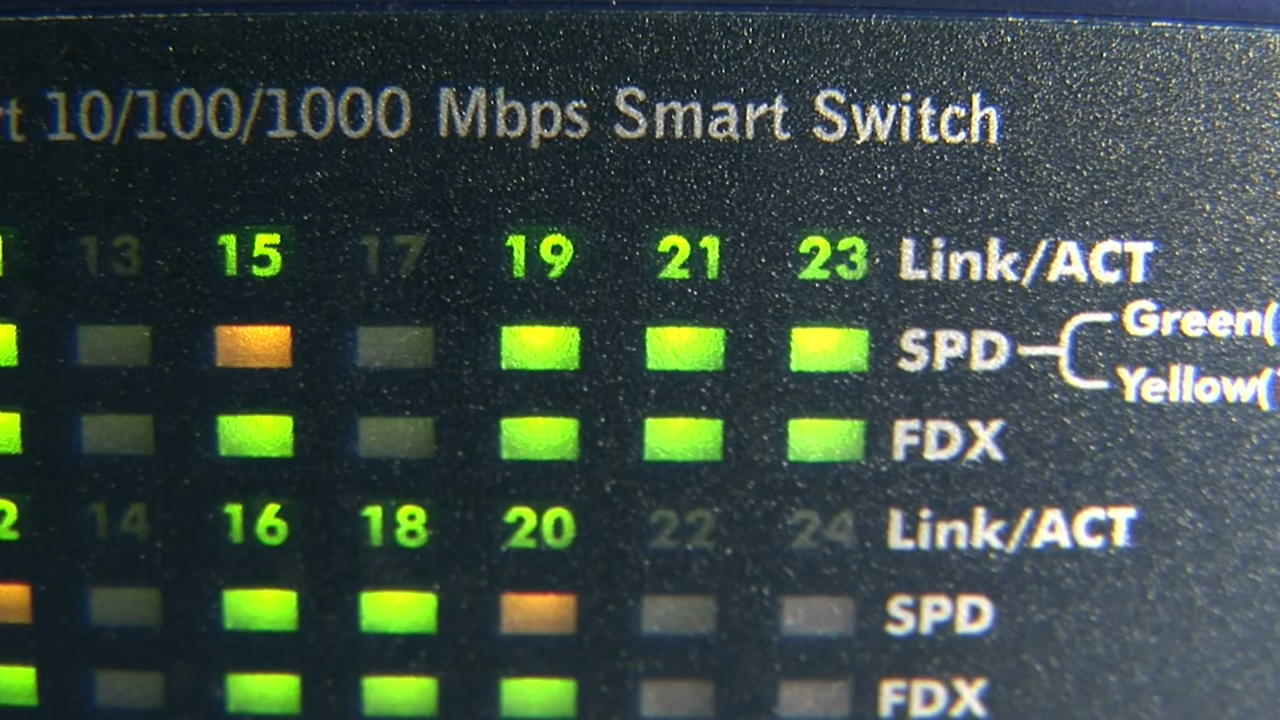 10/100/1000 Mbps Smart Switch
13 15 17 19 21 23 Link/ACT
Green(
SPD
Yellow(
FDX
14 16 18 20 22 24 Link/ACT
SPD
FDX